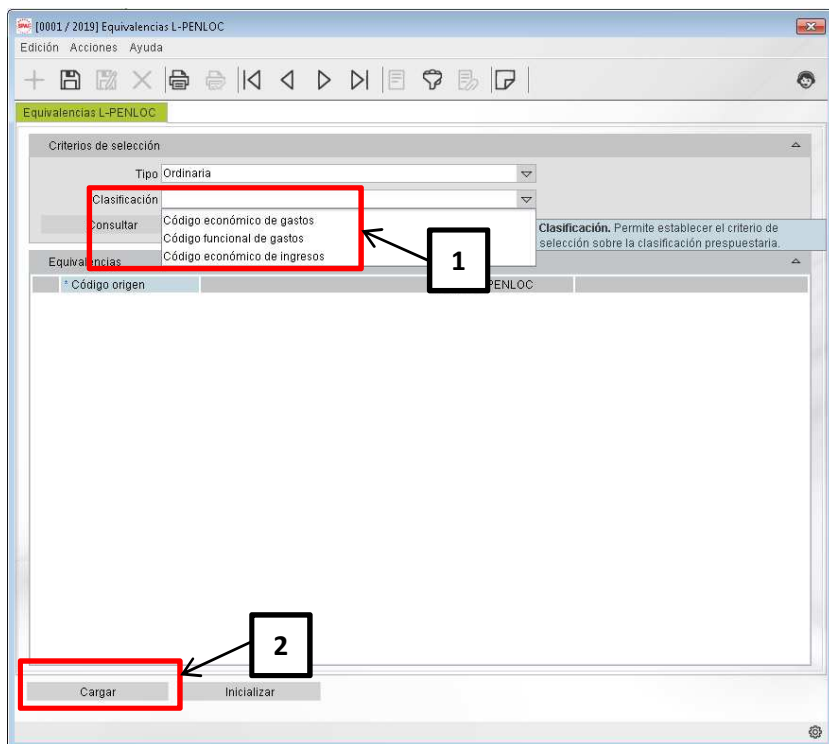 [0001 / 2019] Equivalencias L-PENLOC
Edición Acciones Ayuda
Equivalencias L-PENLOC
Criterios de selección
Tipo Ordinaria
Clasificación
Código económico de gastos
Código funcional de gastos
Código económico de ingresos
Consultar
Clasificación. Permite establecer el criterio de
selección sobre la clasificación prespuestaria.
1
Equivalencias
* Código origen
PENLOC
2
Cargar Inicializar